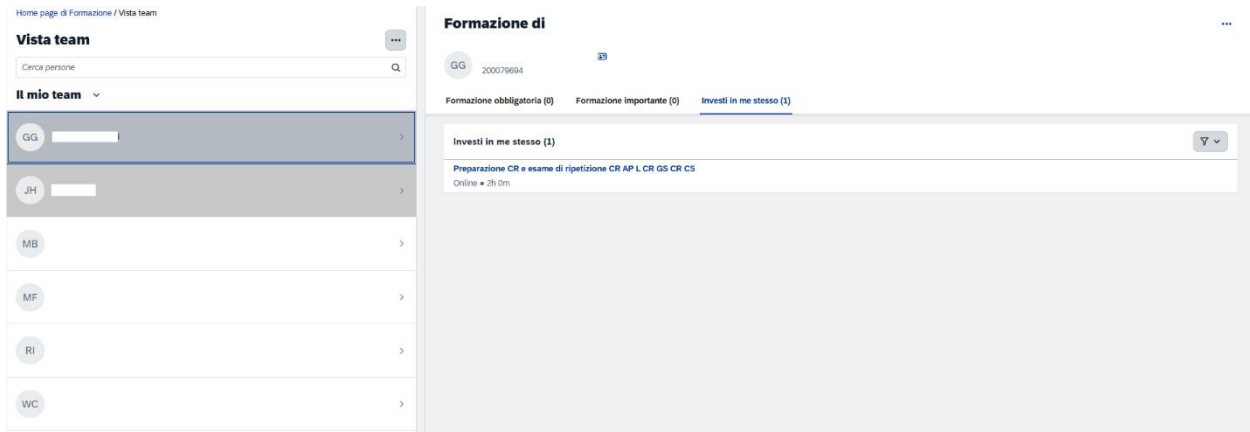 Home page di Formazione / Vista team
Vista team
Cerca persone
Il mio team
GG
JH
MB
MF
RI
WC
Formazione di
GG
200079694
Formazione obbligatoria (0) Formazione importante (0) Investi in me stesso (1)
Investi in me stesso (1)
Preparazione CR e esame di ripetizione CR AP L CR GS CR CS
Online • 2h 0m